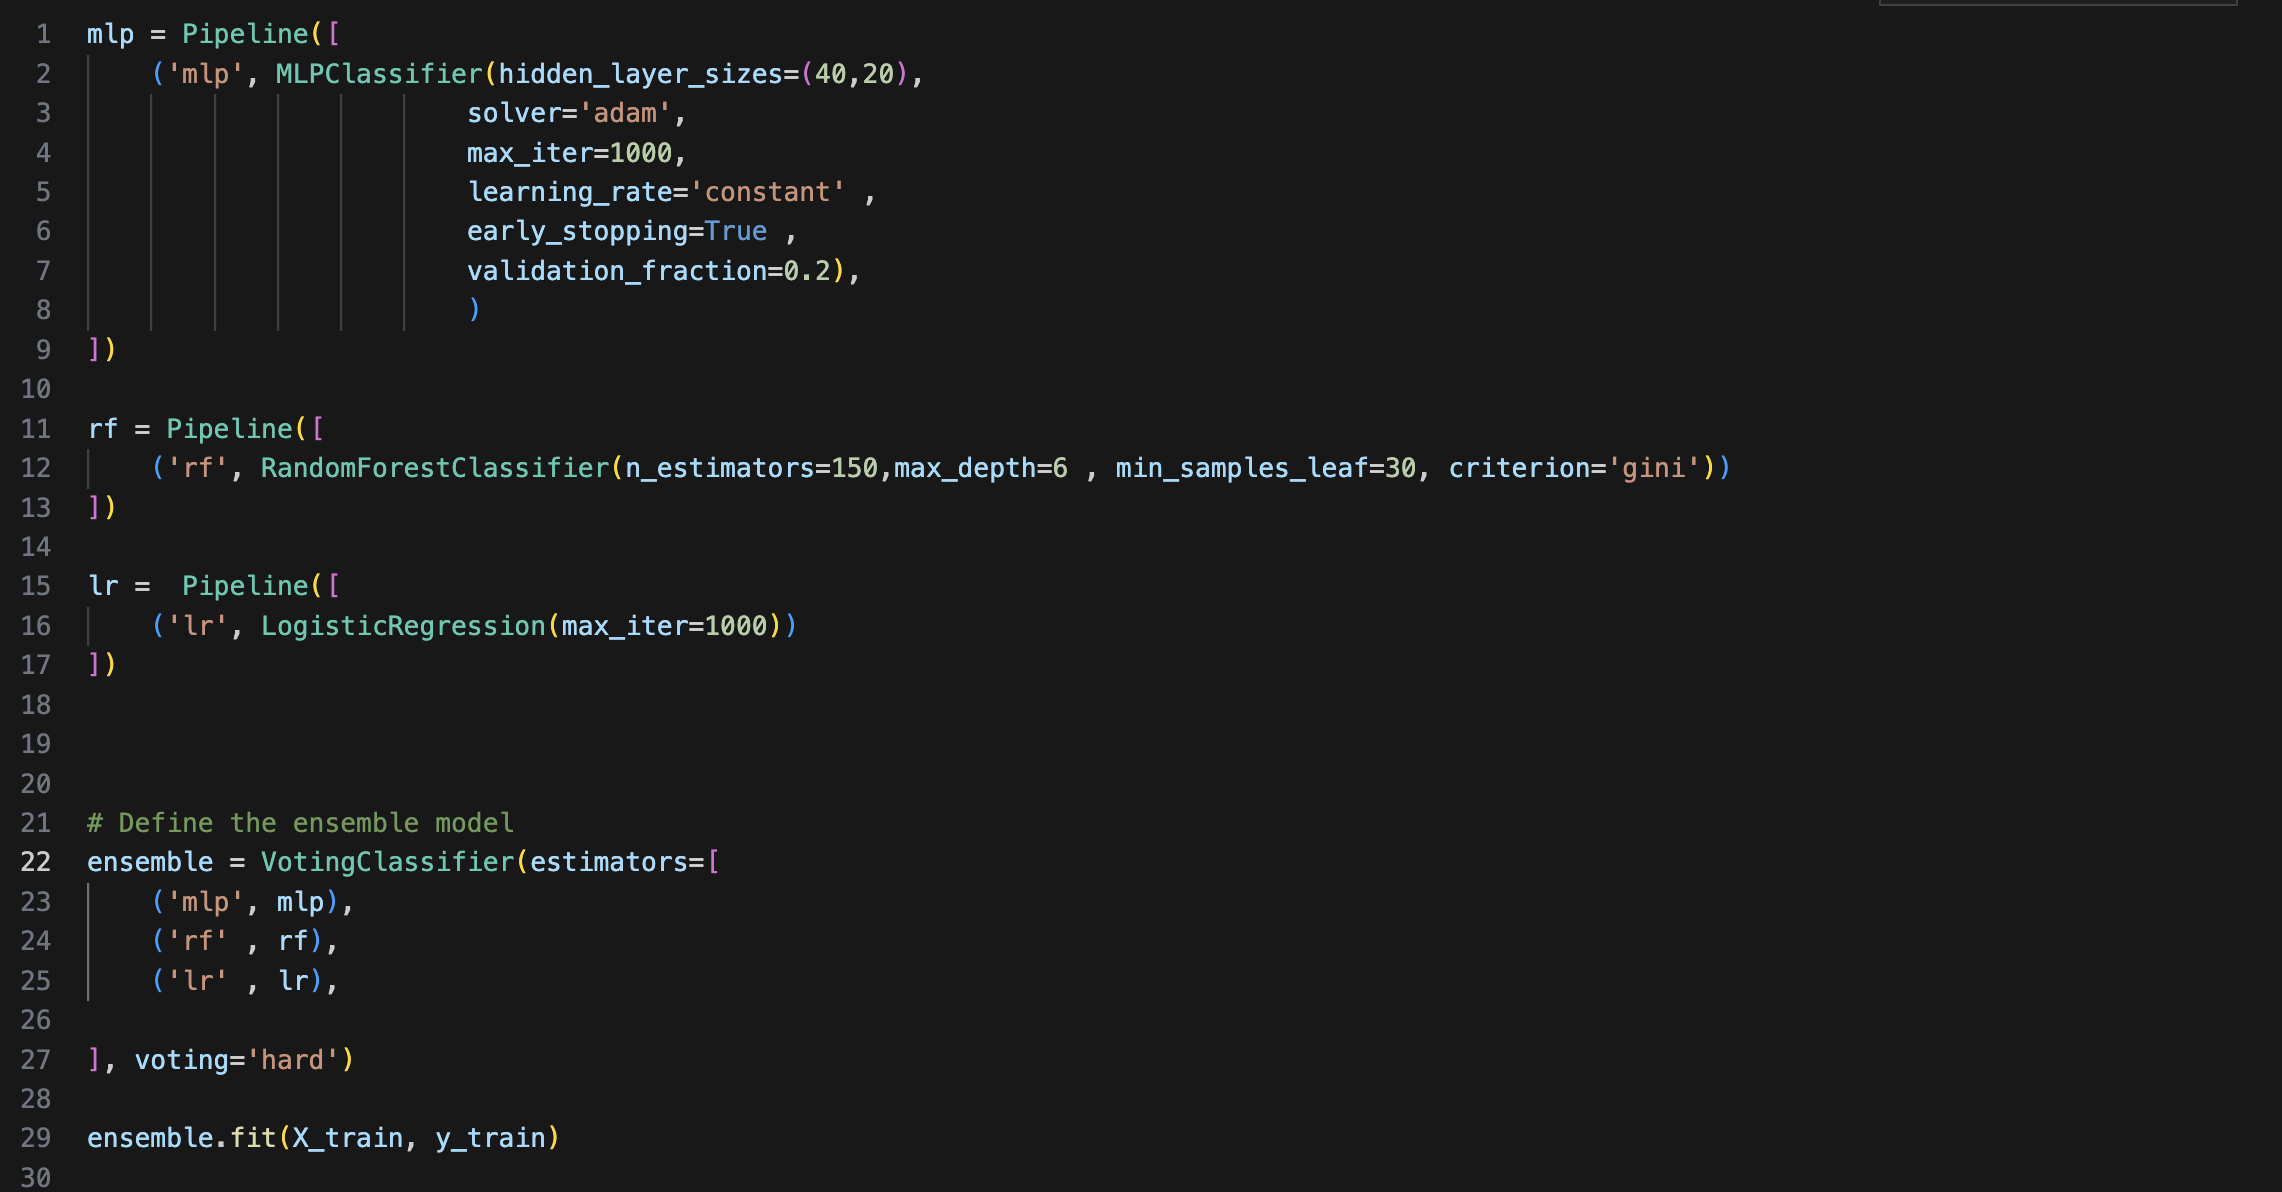 1 mlp = Pipeline([
2     ('mlp', MLPClassifier(hidden_layer_sizes=(40,20),
3                         solver='adam',
4                         max_iter=1000,
5                         learning_rate='constant' ,
6                         early_stopping=True ,
7                         validation_fraction=0.2),
8                         )
9 ])
10
11 rf = Pipeline([
12     ('rf', RandomForestClassifier(n_estimators=150,max_depth=6 , min_samples_leaf=30, criterion='gini'))
13 ])
14
15 lr =  Pipeline([
16     ('lr', LogisticRegression(max_iter=1000))
17 ])
18
19
20
21 # Define the ensemble model
22 ensemble = VotingClassifier(estimators=[
23     ('mlp', mlp),
24     ('rf' , rf),
25     ('lr' , lr),
26
27 ], voting='hard')
28
29 ensemble.fit(X_train, y_train)
30